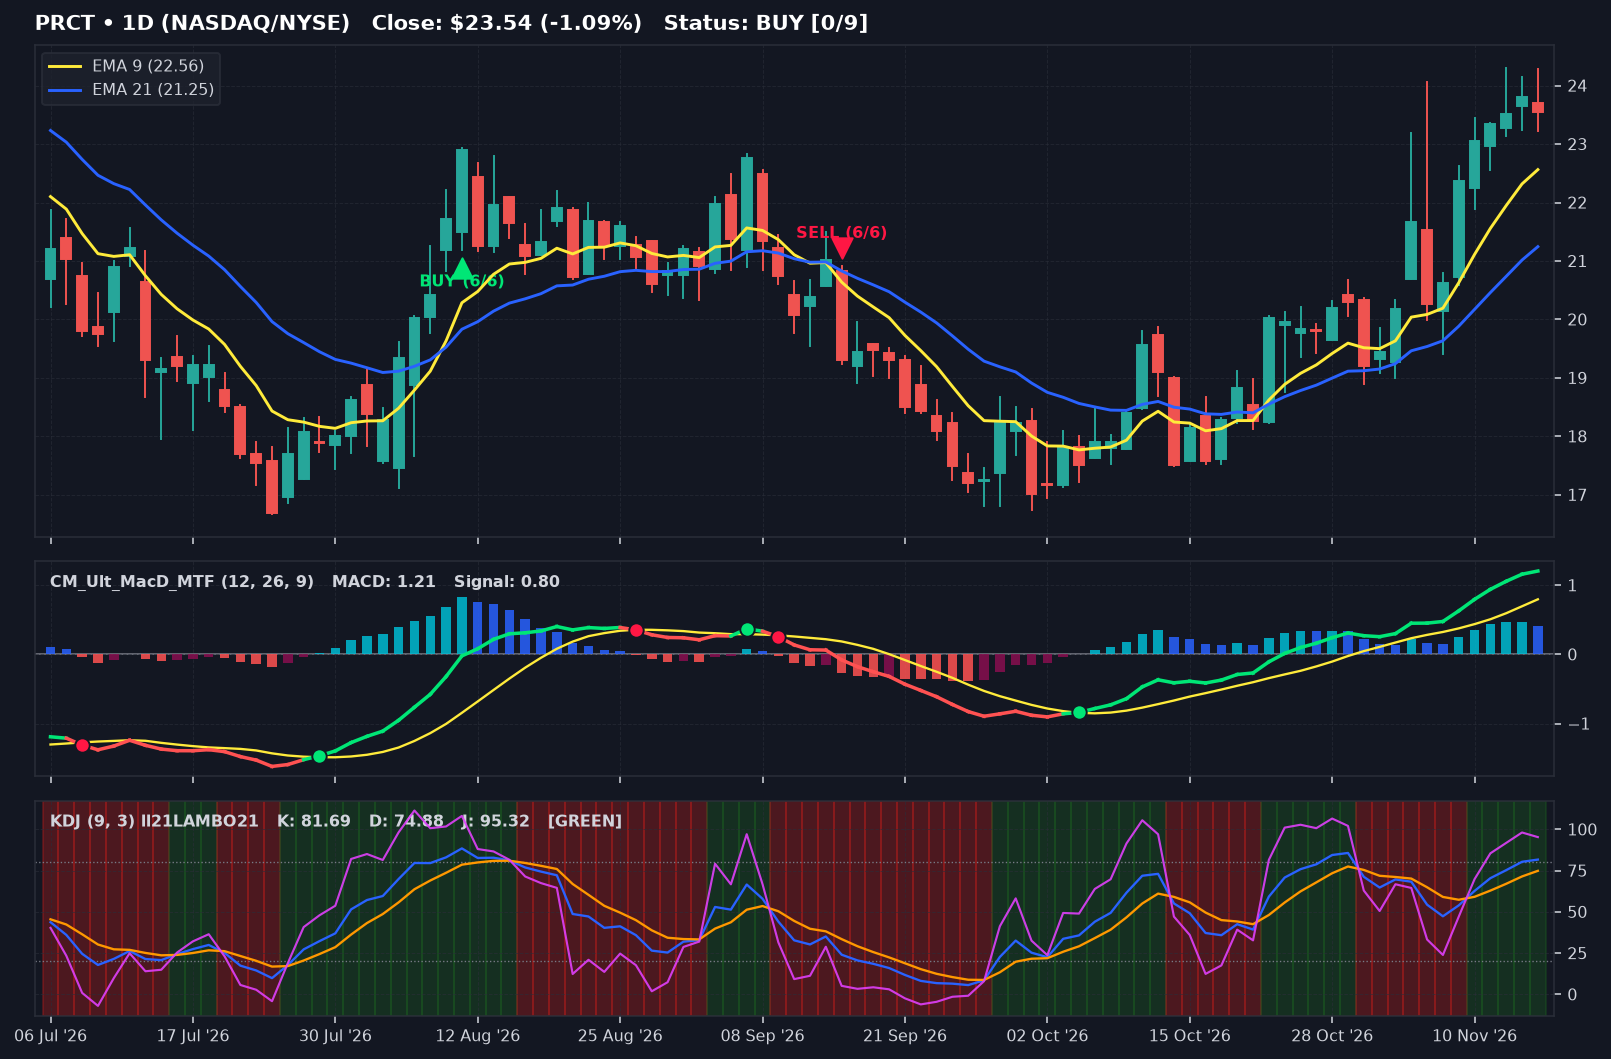 PRCT • 1D (NASDAQ/NYSE)   Close: $23.54 (-1.09%)   Status: BUY [0/9]
EMA 9 (22.56)
EMA 21 (21.25)
24
23
22
21
20
19
18
17
BUY (6/6)
SELL (6/6)
CM_Ult_MacD_MTF (12, 26, 9)   MACD: 1.21   Signal: 0.80
1
0
−1
KDJ (9, 3) II21LAMBO21   K: 81.69   D: 74.88   J: 95.32   [GREEN]
100
75
50
25
0
06 Jul '26
17 Jul '26
30 Jul '26
12 Aug '26
25 Aug '26
08 Sep '26
21 Sep '26
02 Oct '26
15 Oct '26
28 Oct '26
10 Nov '26